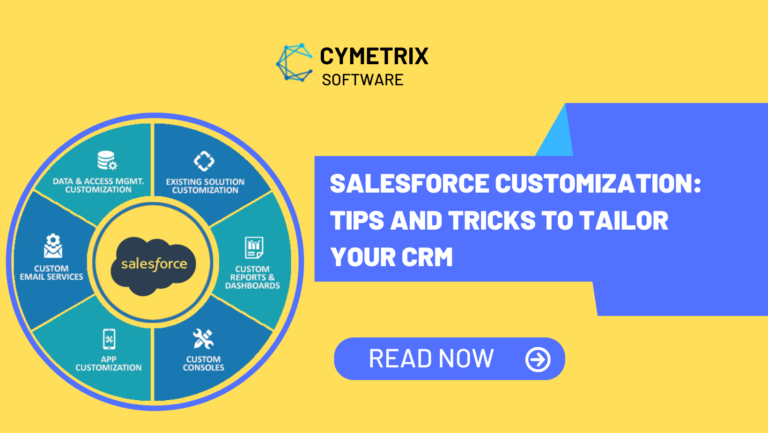 CYMETRIX
SOFTWARE
DATA & ACCESS MGMT.
CUSTOMIZATION
EXISTING SOLUTION
CUSTOMIZATION
CUSTOM
EMAIL SERVICES
salesforce
CUSTOM
REPORTS &
DASHBOARDS
APP
CUSTOMIZATION
CUSTOM
CONSOLES
SALESFORCE CUSTOMIZATION:
TIPS AND TRICKS TO TAILOR
YOUR CRM
READ NOW